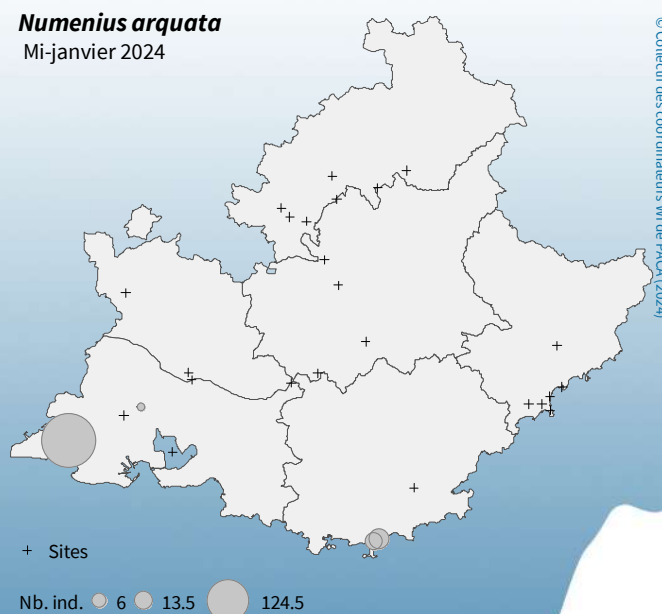 Numenius arquata
Mi-janvier 2024
© Collectif des coordinateurs WI de PACA (2024)
+ Sites
Nb. ind. 6 13.5 124.5